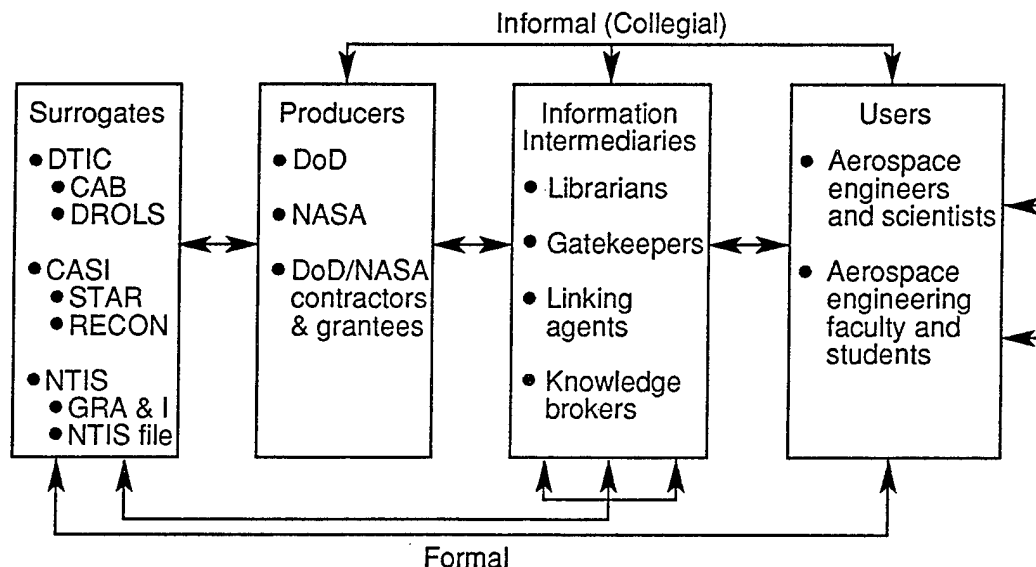 Informal (Collegial)
Surrogates
● DTIC
● CAB
● DROLS
● CASI
● STAR
● RECON
● NTIS
● GRA & I
● NTIS file
Producers
● DoD
● NASA
● DoD/NASA
contractors
& grantees
Information
Intermediaries
● Librarians
● Gatekeepers
● Linking
agents
● Knowledge
brokers
Users
● Aerospace
engineers
and scientists
● Aerospace
engineering
faculty and
students
Formal